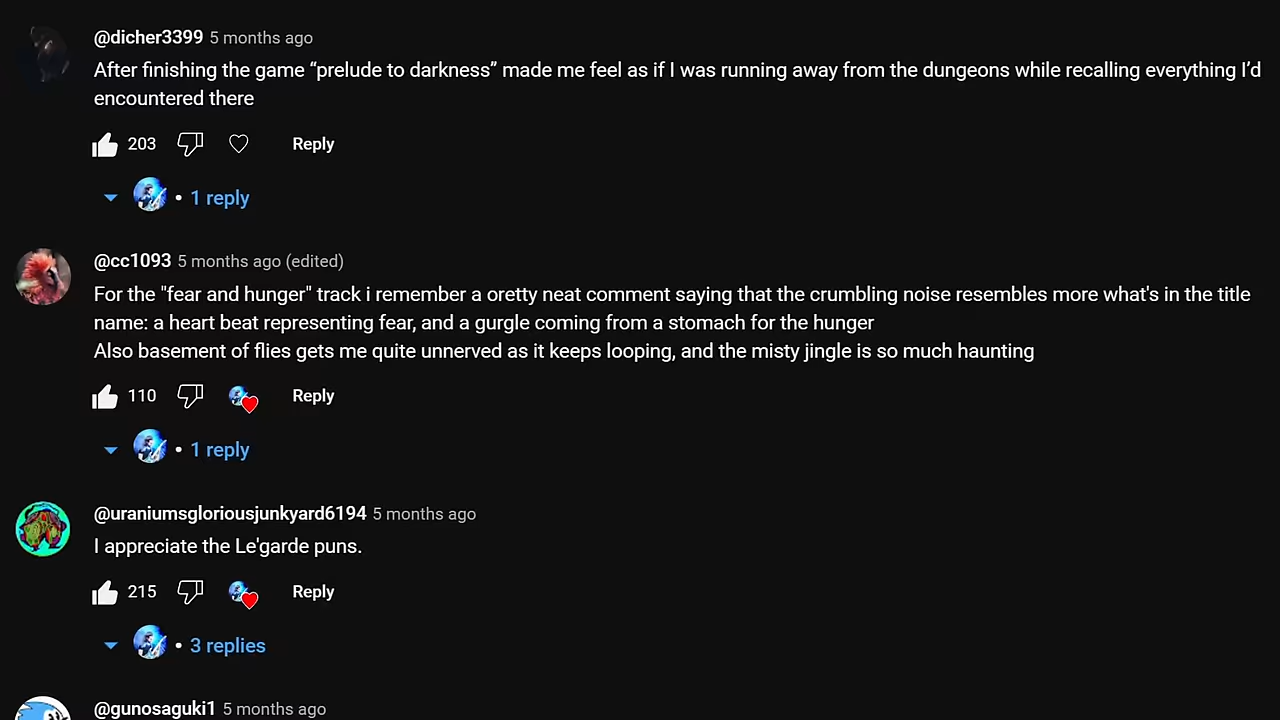 @dicher3399 5 months ago
After finishing the game “prelude to darkness” made me feel as if I was running away from the dungeons while recalling everything I’d
encountered there
203 Reply
• 1 reply
@cc1093 5 months ago (edited)
For the "fear and hunger" track i remember a oretty neat comment saying that the crumbling noise resembles more what's in the title
name: a heart beat representing fear, and a gurgle coming from a stomach for the hunger
Also basement of flies gets me quite unnerved as it keeps looping, and the misty jingle is so much haunting
110 Reply
• 1 reply
@uraniumsgloriousjunkyard6194 5 months ago
I appreciate the Le'garde puns.
215 Reply
• 3 replies
@gunosaguki1 5 months ago